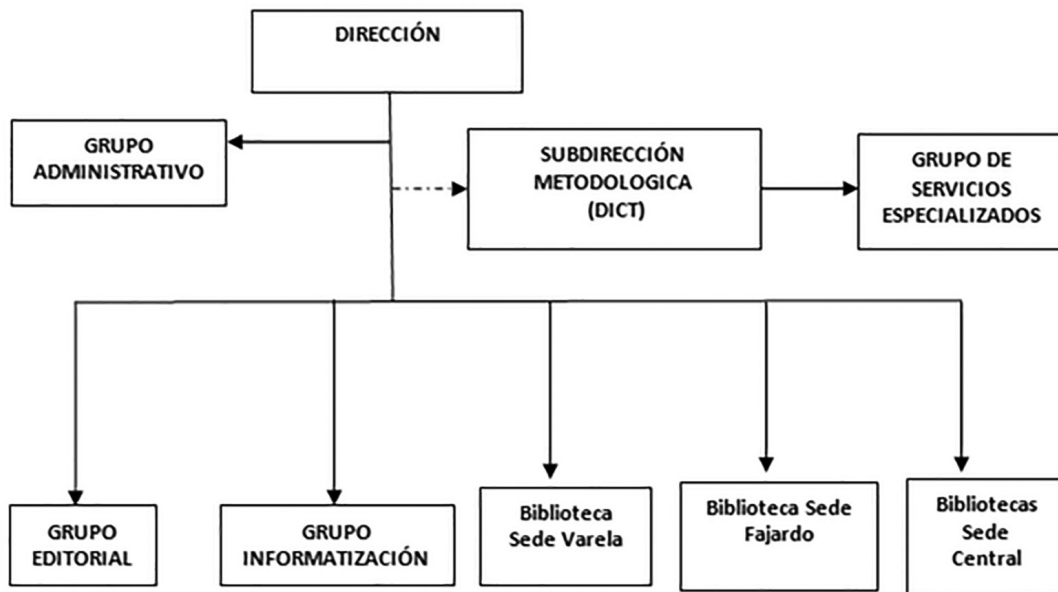 DIRECCIÓN
GRUPO
ADMINISTRATIVO
SUBDIRECCIÓN
METODOLOGICA
(DICT)
GRUPO DE
SERVICIOS
ESPECIALIZADOS
GRUPO
EDITORIAL
GRUPO
INFORMATIZACIÓN
Biblioteca
Sede Varela
Biblioteca Sede
Fajardo
Bibliotecas
Sede
Central